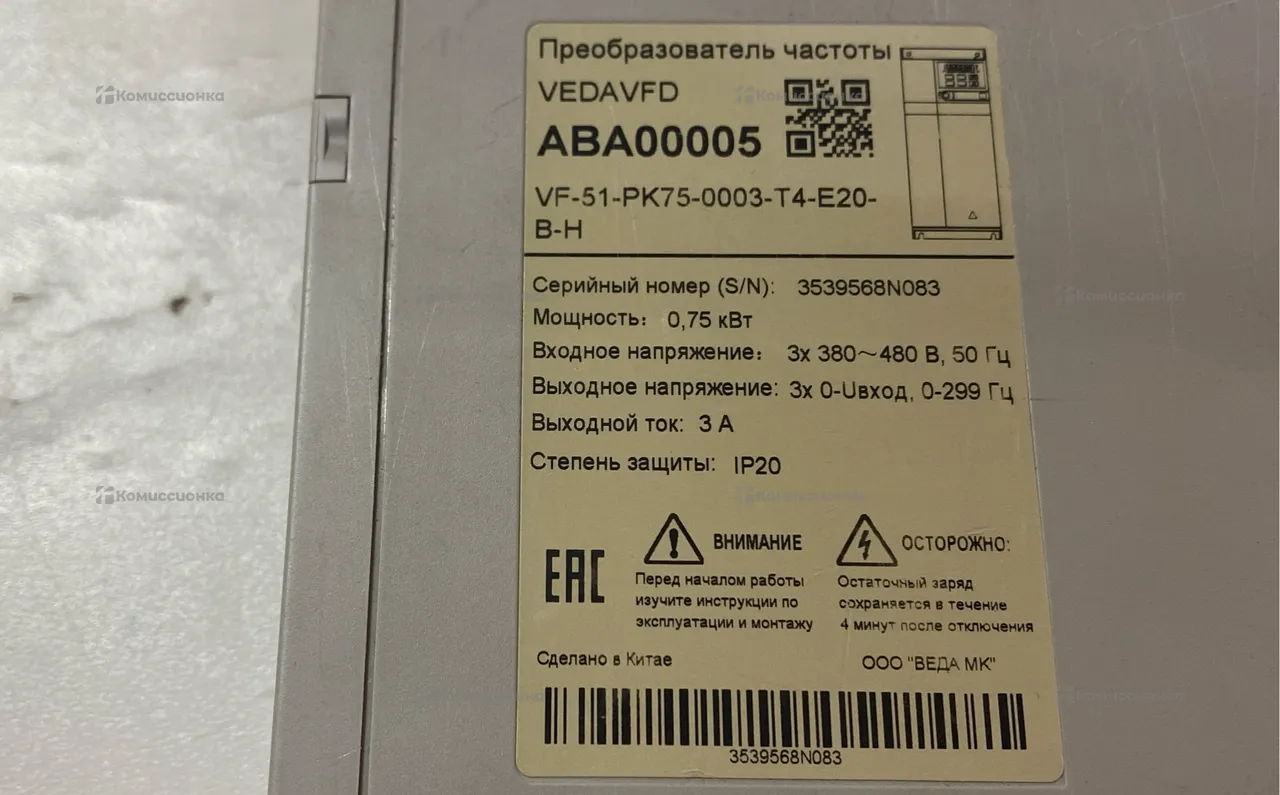 Преобразователь частоты
VEDAVFD
ABA00005
VF-51-PK75-0003-T4-E20-
B-H
Серийный номер (S/N): 3539568N083
Мощность: 0,75 кВт
Входное напряжение: 3x 380~480 В, 50 Гц
Выходное напряжение: 3x 0-Uвход, 0-299 Гц
Выходной ток: 3 А
Степень защиты: IP20
EAC
ВНИМАНИЕ
Перед началом работы
изучите инструкции по
эксплуатации и монтажу
ОСТОРОЖНО:
Остаточный заряд
сохраняется в течение
4 минут после отключения
Сделано в Китае
ООО "ВЕДА МК"
3539568N083
Комиссионка
Комиссионка
Комиссионка